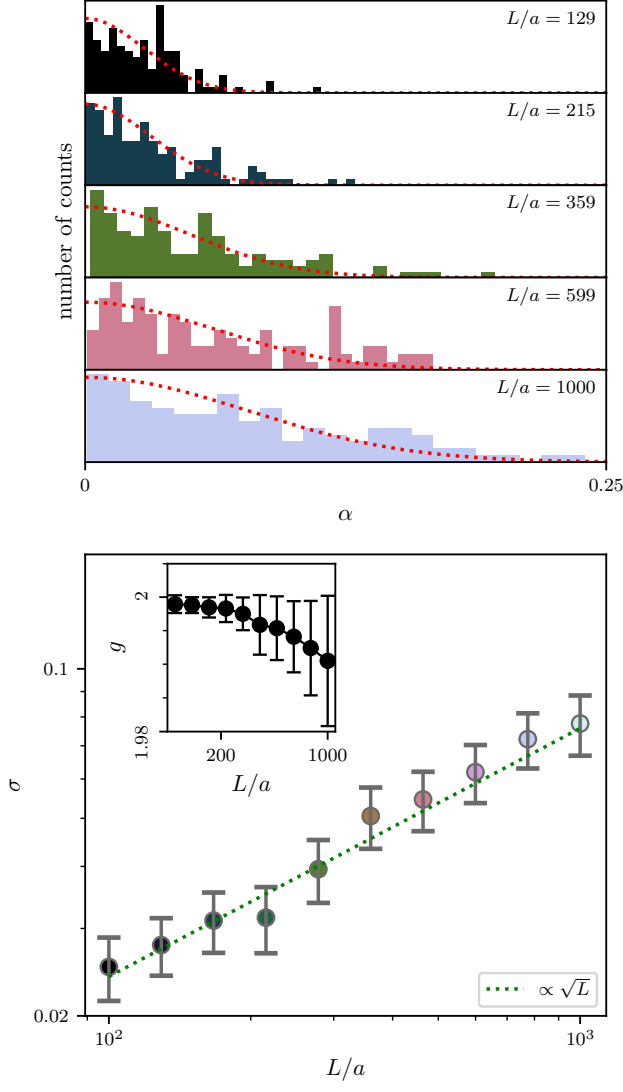 L/a = 129
L/a = 215
L/a = 359
L/a = 599
L/a = 1000
number of counts
0
0.25
α
2
1.98
g
200
1000
L/a
0.1
0.02
σ
∝ √L
10²
10³
L/a